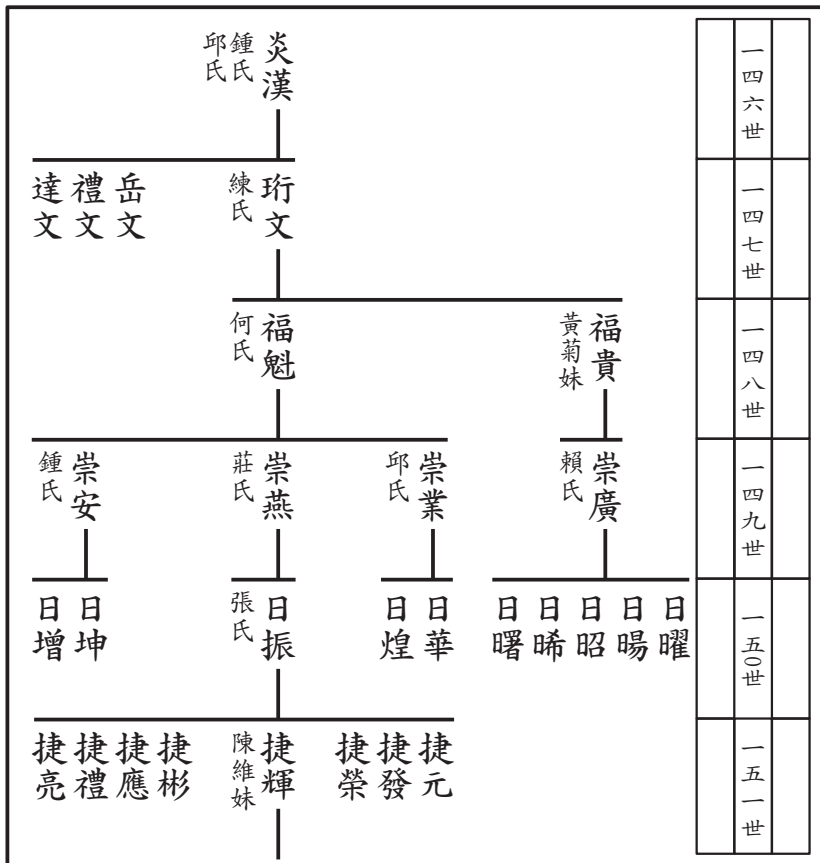 一四六世
炎漢
鍾氏
邱氏
一四七世
珩文
練氏
岳文
禮文
達文
一四八世
福貴
黃菊妹
福魁
何氏
一四九世
崇廣
賴氏
崇業
邱氏
崇燕
莊氏
崇安
鍾氏
一五0世
日曜
日暘
日昭
日晞
日曙
日華
日煌
日振
張氏
日坤
日增
一五一世
捷元
捷發
捷榮
捷輝
陳維妹
捷彬
捷應
捷禮
捷亮